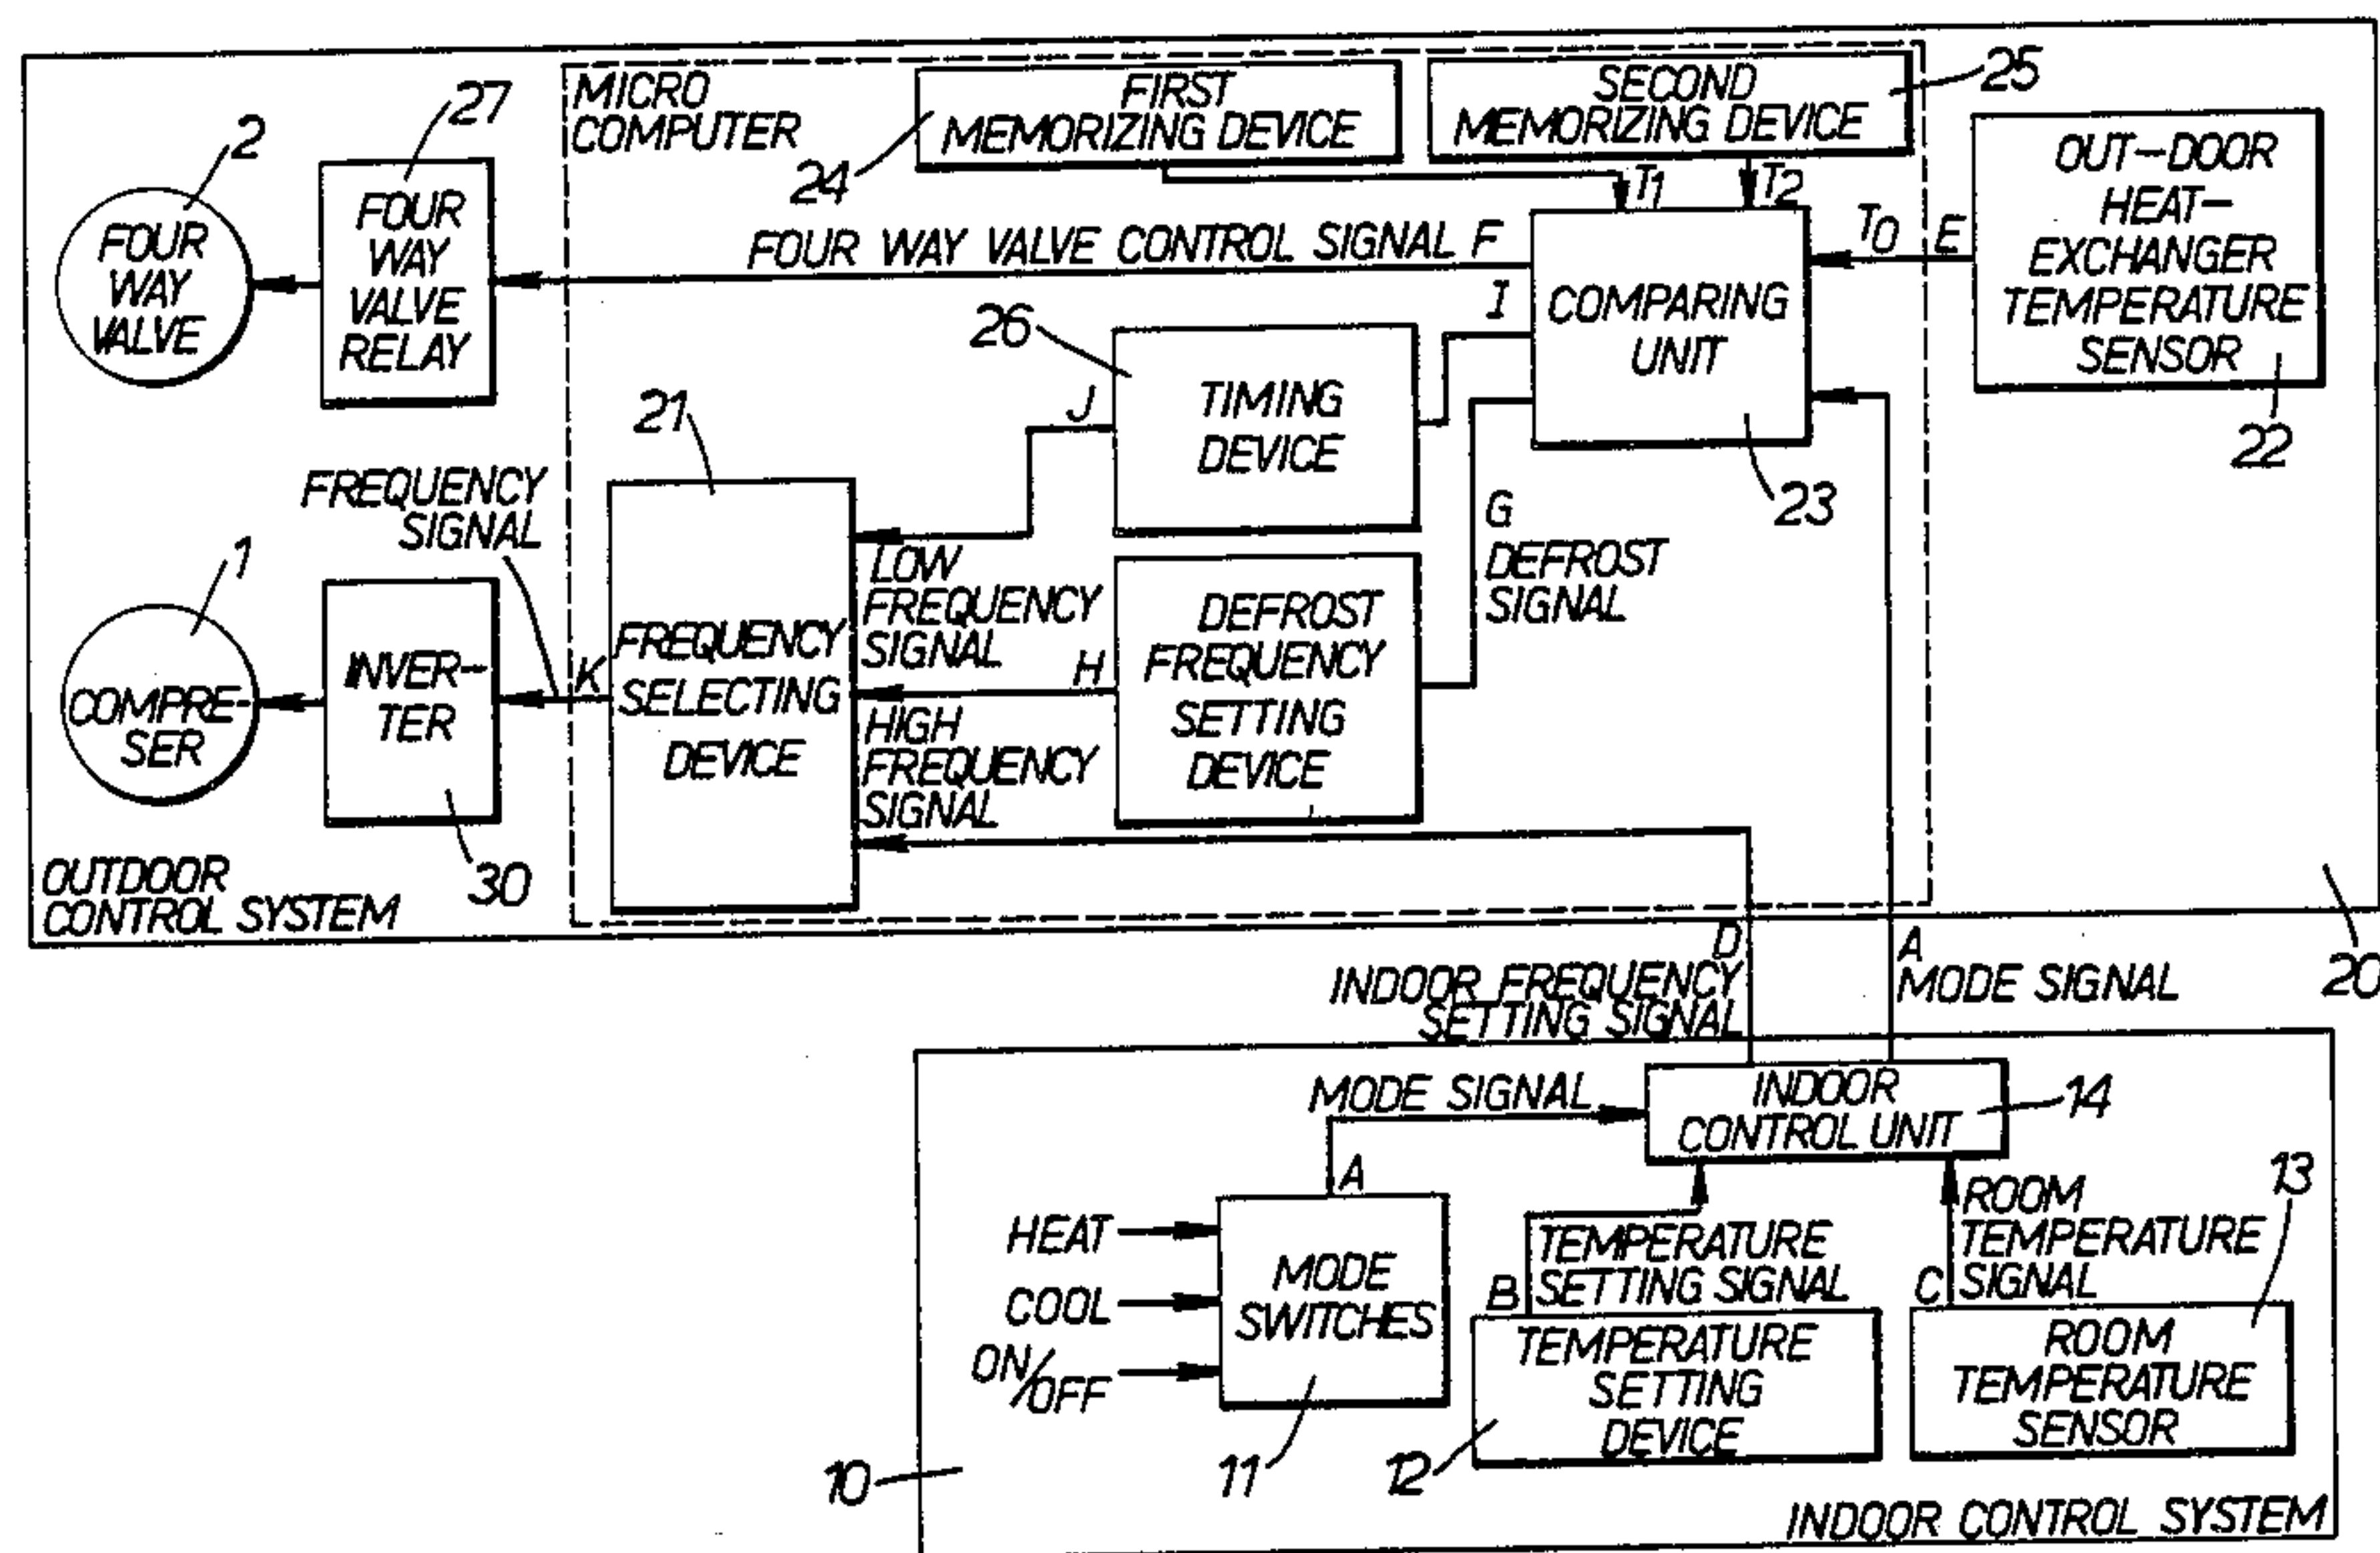 MICRO
COMPUTER
FIRST
MEMORIZING DEVICE
24
SECOND
MEMORIZING DEVICE
25
2
FOUR
WAY
VALVE
27
FOUR
WAY
VALVE
RELAY
T1
T2
FOUR WAY VALVE CONTROL SIGNAL F
T0 E
OUT-DOOR
HEAT-
EXCHANGER
TEMPERATURE
SENSOR
22
I
COMPARING
UNIT
23
26
TIMING
DEVICE
J
21
FREQUENCY
SIGNAL
G
DEFROST
SIGNAL
1
COMPRE-
SER
INVER-
TER
30
K
FREQUENCY
SELECTING
DEVICE
LOW
FREQUENCY
SIGNAL
H
HIGH
FREQUENCY
SIGNAL
DEFROST
FREQUENCY
SETTING
DEVICE
OUTDOOR
CONTROL SYSTEM
20
D
INDOOR FREQUENCY
SETTING SIGNAL
A
MODE SIGNAL
MODE SIGNAL
INDOOR
CONTROL UNIT
14
A
HEAT
COOL
ON/OFF
MODE
SWITCHES
11
B
TEMPERATURE
SETTING SIGNAL
TEMPERATURE
SETTING
DEVICE
12
C
ROOM
TEMPERATURE
SIGNAL
13
ROOM
TEMPERATURE
SENSOR
10
INDOOR CONTROL SYSTEM